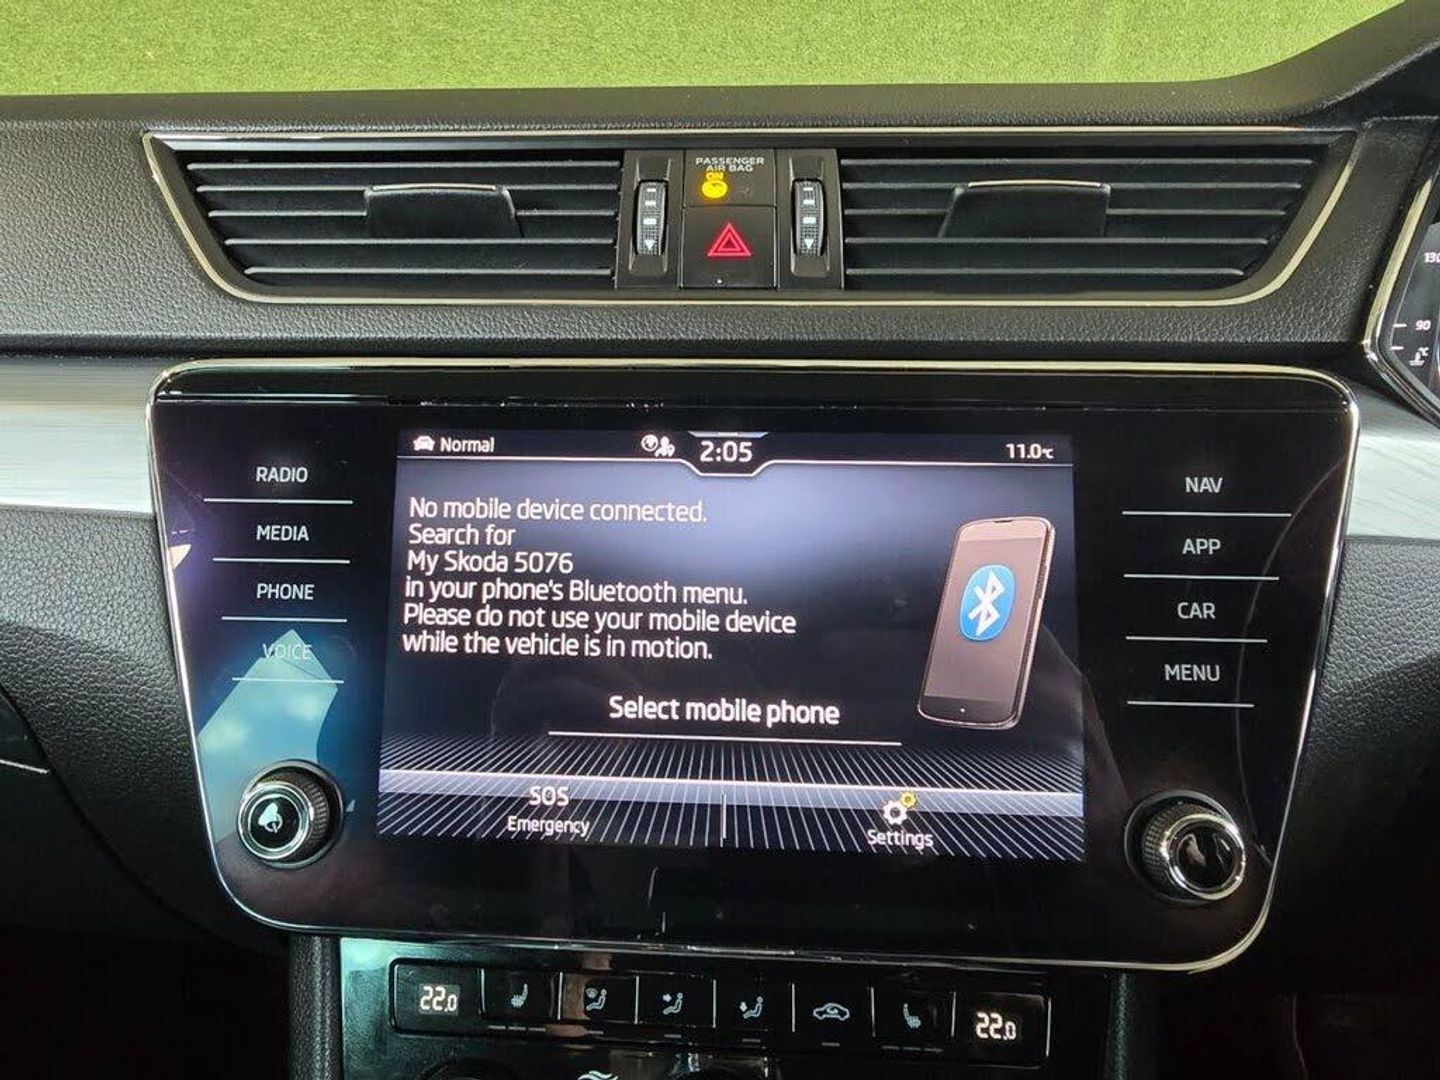 PASSENGER
AIR BAG
ON
130
90
°C
Normal
2:05
11.0°C
RADIO
MEDIA
PHONE
VOICE
NAV
APP
CAR
MENU
No mobile device connected.
Search for
My Skoda 5076
in your phone's Bluetooth menu.
Please do not use your mobile device
while the vehicle is in motion.
Select mobile phone
SOS
Emergency
Settings
22.0
22.0